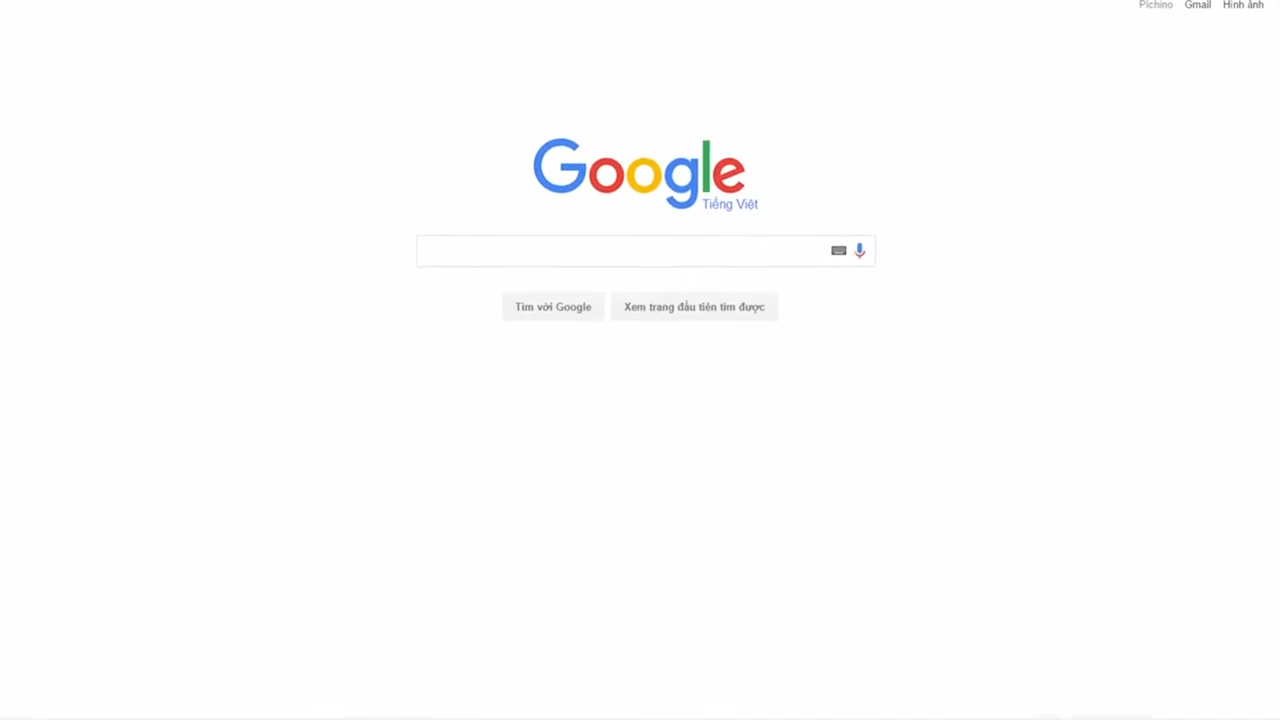 Pichino Gmail Hình ảnh
Google
Tiếng Việt
Tìm với Google Xem trang đầu tiên tìm được